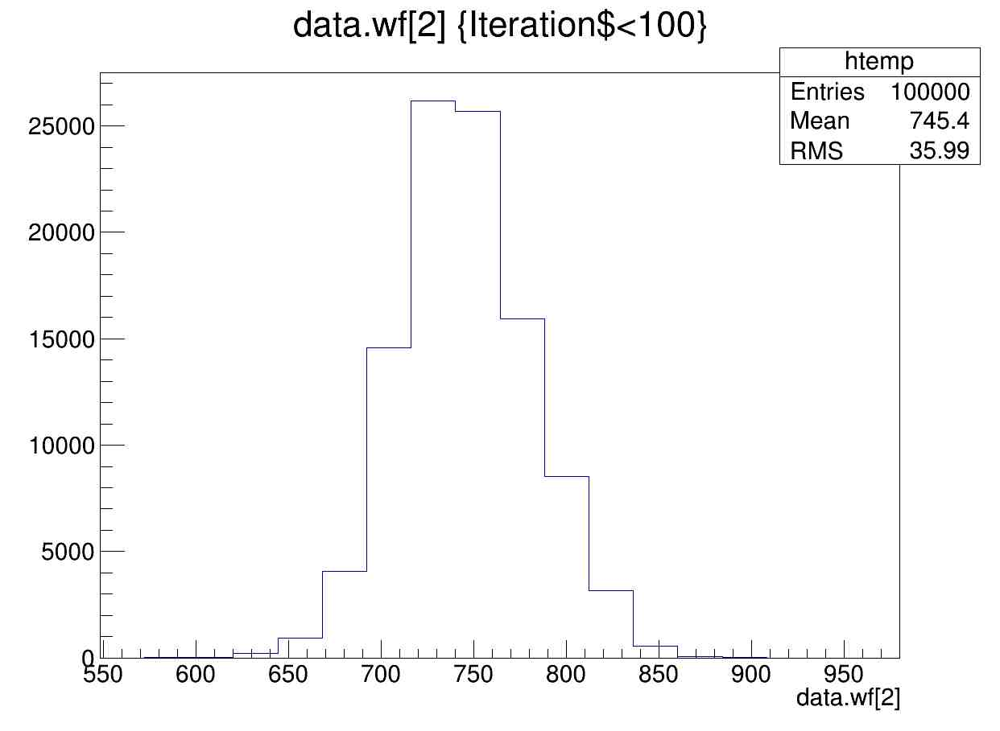 data.wf[2] {Iteration$<100}
htemp
Entries 100000
Mean 745.4
RMS 35.99
25000
20000
15000
10000
5000
0
550 600 650 700 750 800 850 900 950
data.wf[2]